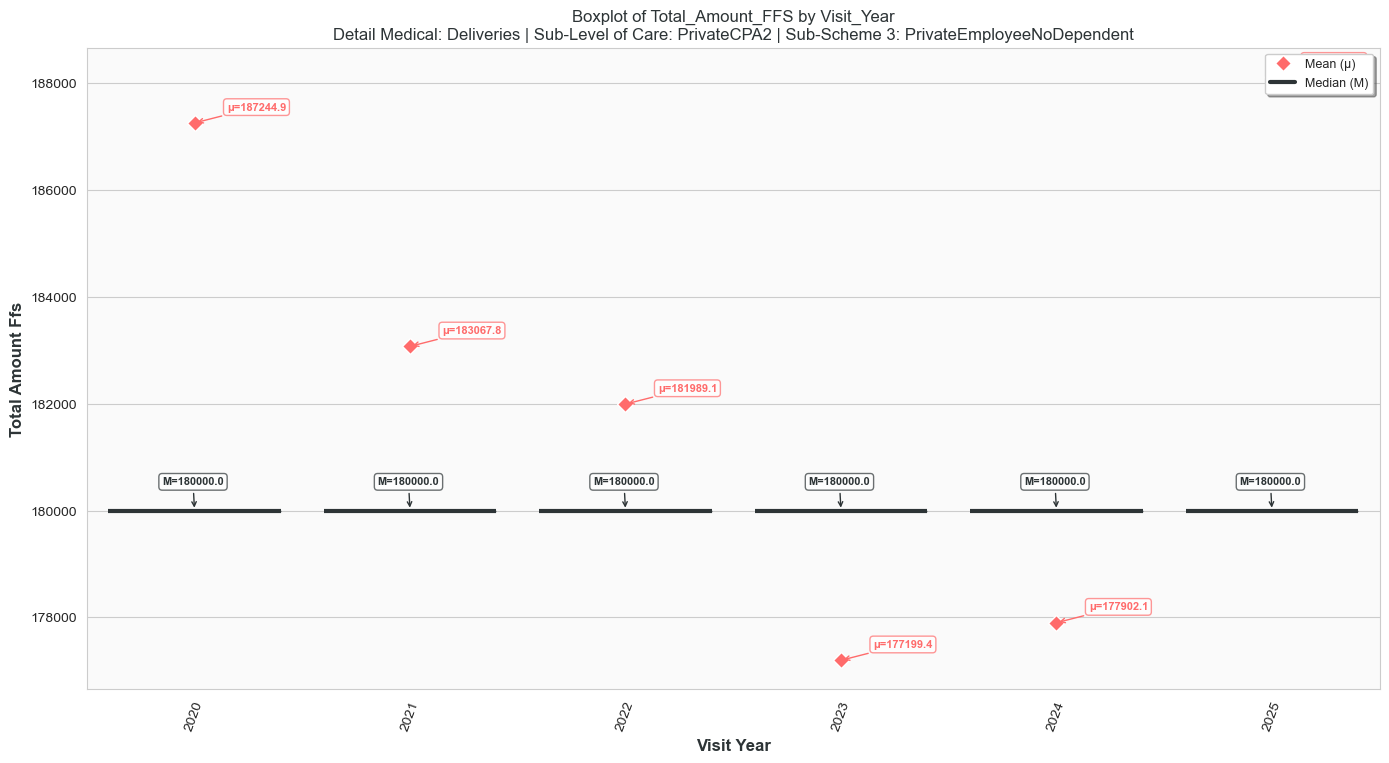 Boxplot of Total_Amount_FFS by Visit_Year
Detail Medical: Deliveries | Sub-Level of Care: PrivateCPA2 | Sub-Scheme 3: PrivateEmployeeNoDependent
Mean (μ)
Median (M)
Total Amount Ffs
188000
186000
184000
182000
180000
178000
μ=187244.9
μ=183067.8
μ=181989.1
M=180000.0
M=180000.0
M=180000.0
M=180000.0
M=180000.0
M=180000.0
μ=177199.4
μ=177902.1
2020
2021
2022
2023
2024
2025
Visit Year